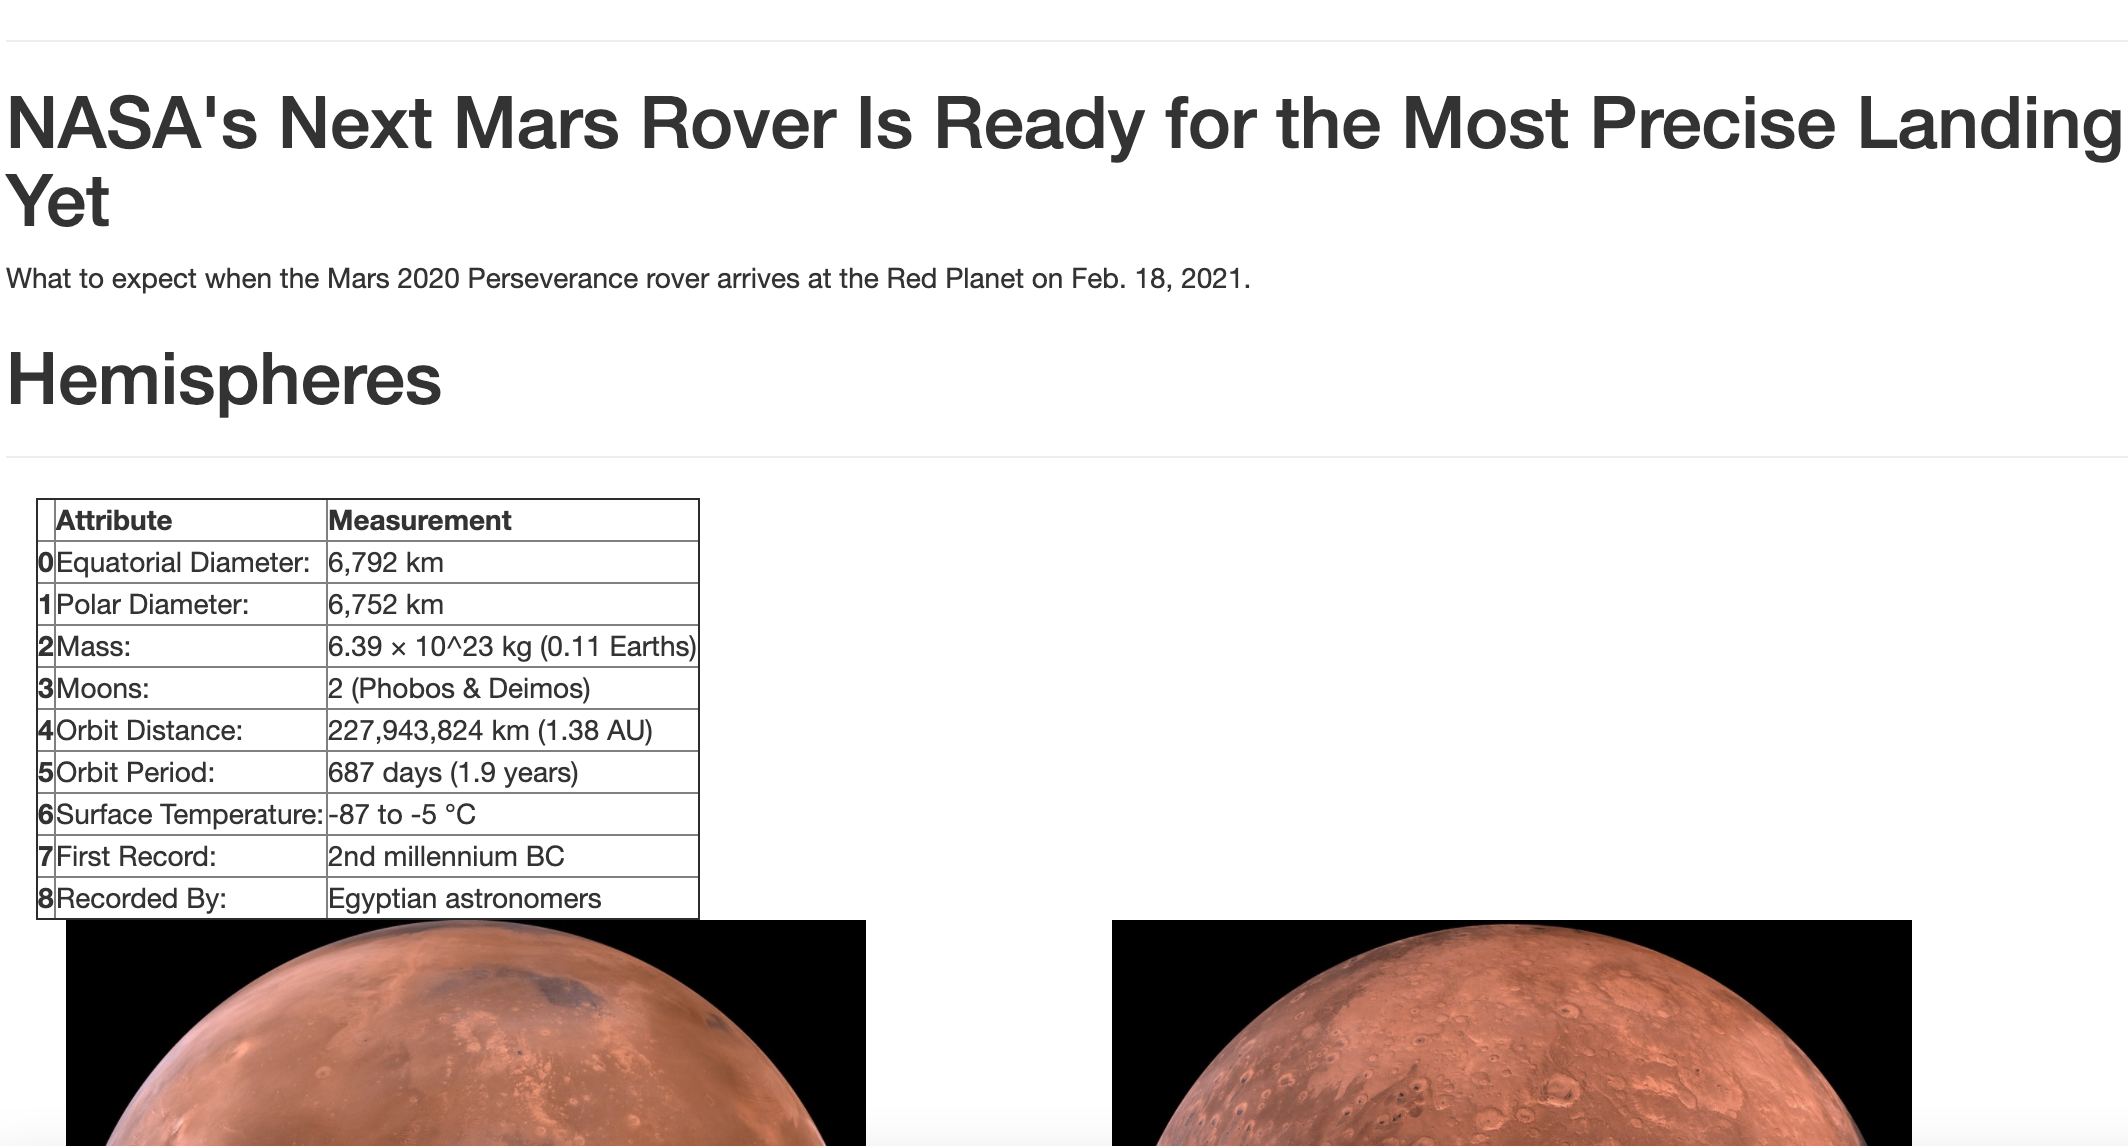 NASA's Next Mars Rover Is Ready for the Most Precise Landing
Yet
What to expect when the Mars 2020 Perseverance rover arrives at the Red Planet on Feb. 18, 2021.
Hemispheres
Attribute Measurement
0 Equatorial Diameter: 6,792 km
1 Polar Diameter: 6,752 km
2 Mass: 6.39 × 10^23 kg (0.11 Earths)
3 Moons: 2 (Phobos & Deimos)
4 Orbit Distance: 227,943,824 km (1.38 AU)
5 Orbit Period: 687 days (1.9 years)
6 Surface Temperature: -87 to -5 °C
7 First Record: 2nd millennium BC
8 Recorded By: Egyptian astronomers